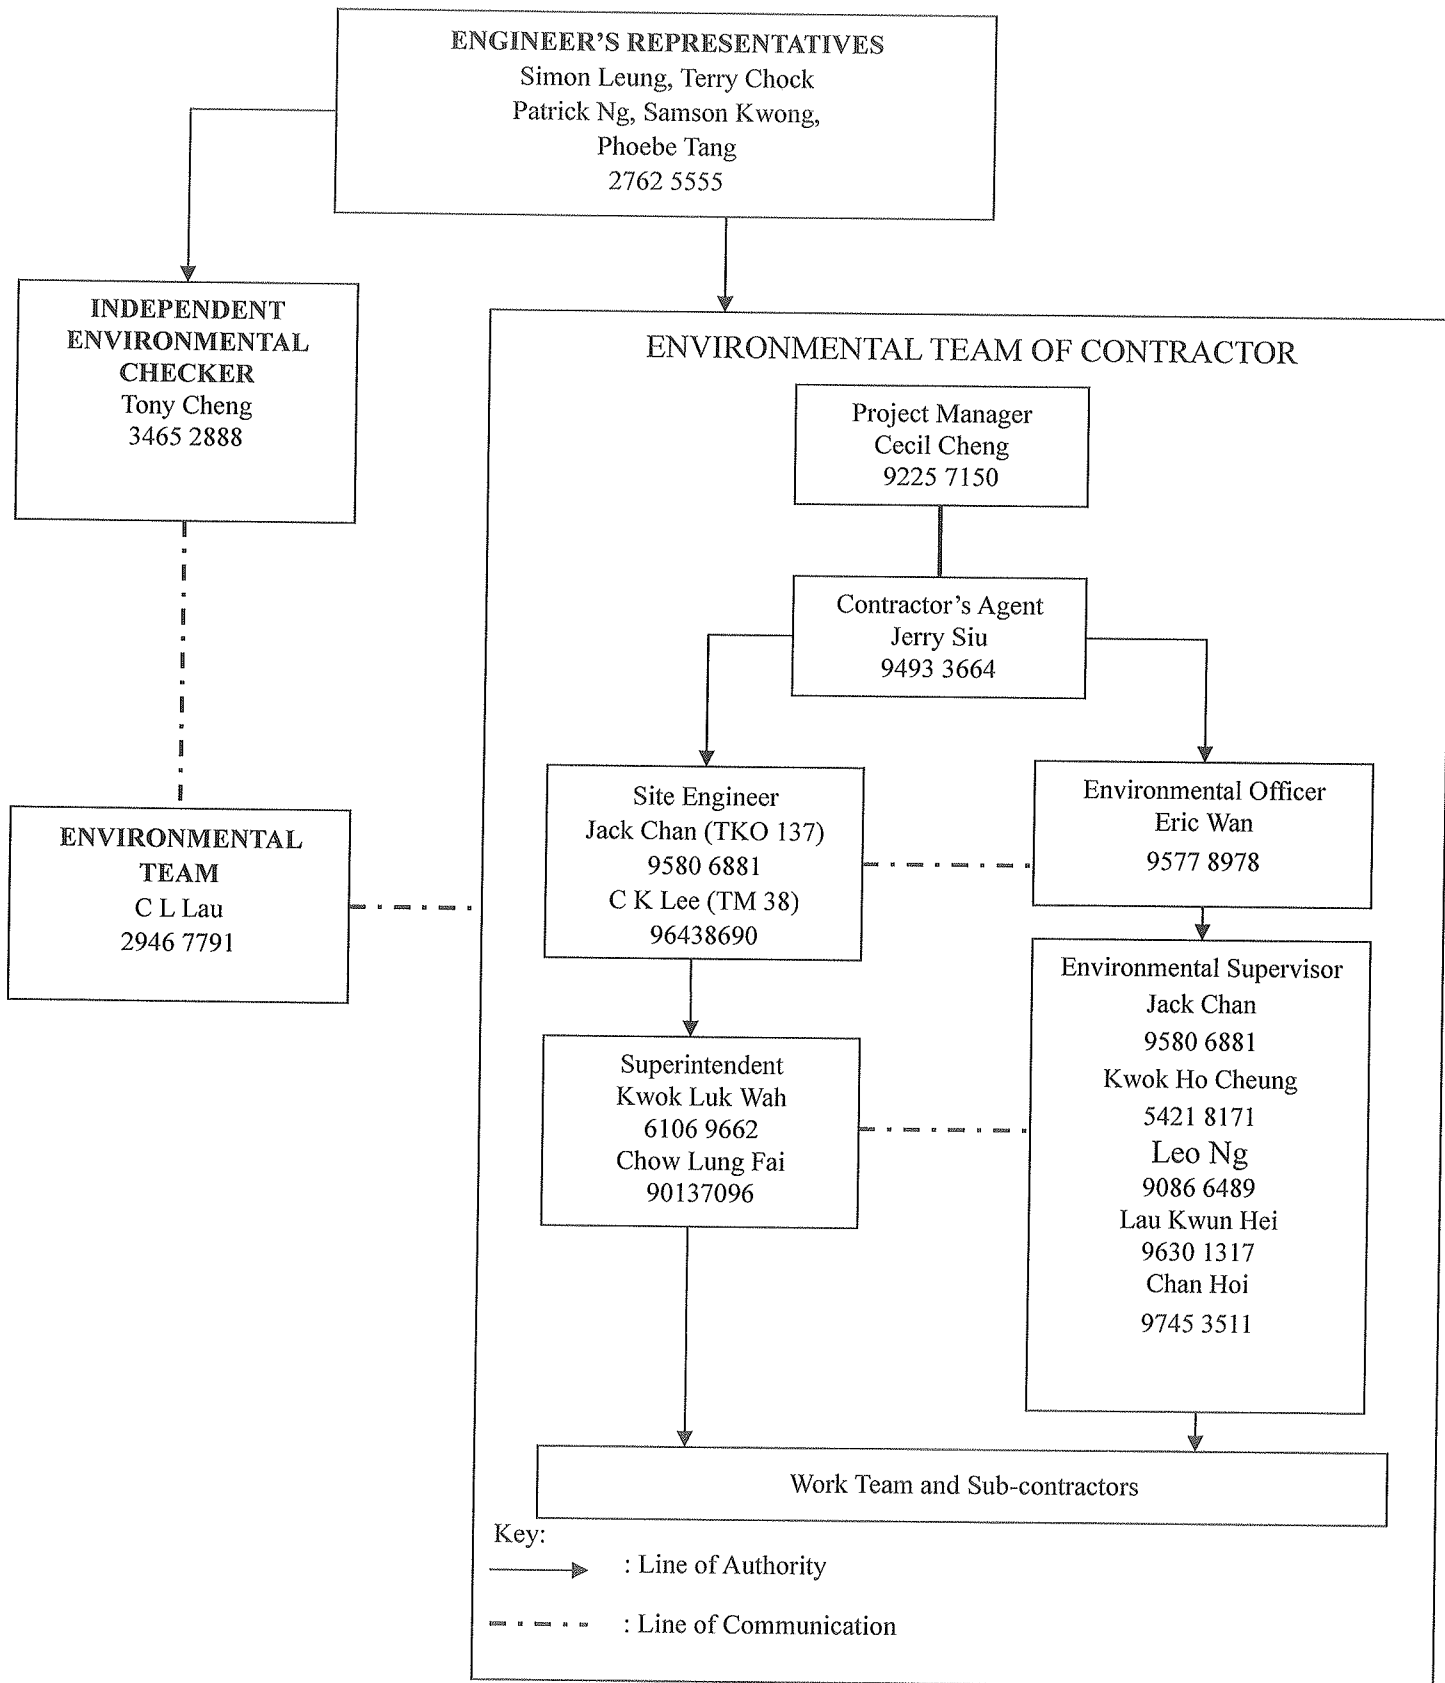 ENGINEER'S REPRESENTATIVES
Simon Leung, Terry Chock
Patrick Ng, Samson Kwong,
Phoebe Tang
2762 5555
INDEPENDENT
ENVIRONMENTAL
CHECKER
Tony Cheng
3465 2888
ENVIRONMENTAL
TEAM
C L Lau
2946 7791
ENVIRONMENTAL TEAM OF CONTRACTOR
Project Manager
Cecil Cheng
9225 7150
Contractor's Agent
Jerry Siu
9493 3664
Site Engineer
Jack Chan (TKO 137)
9580 6881
C K Lee (TM 38)
96438690
Environmental Officer
Eric Wan
9577 8978
Superintendent
Kwok Luk Wah
6106 9662
Chow Lung Fai
90137096
Environmental Supervisor
Jack Chan
9580 6881
Kwok Ho Cheung
5421 8171
Leo Ng
9086 6489
Lau Kwun Hei
9630 1317
Chan Hoi
9745 3511
Work Team and Sub-contractors
Key:
: Line of Authority
: Line of Communication